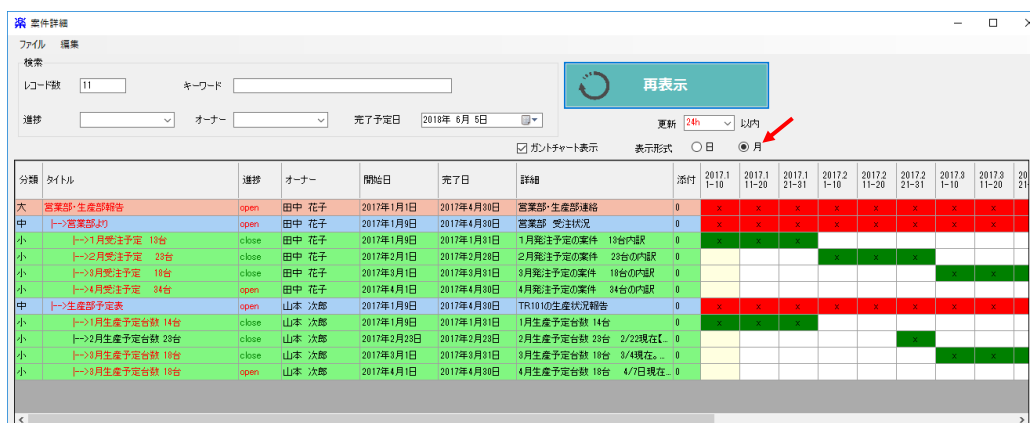 楽 案件詳細
ファイル 編集
検索
レコード数 11 キーワード
再表示
進捗 オーナー 完了予定日 2018年 6月 5日 更新 24h 以内
ガントチャート表示 表示形式 日 月
分類 タイトル 進捗 オーナー 開始日 完了日 詳細 添付 2017.1 1-10 2017.1 11-20 2017.1 21-31 2017.2 1-10 2017.2 11-20 2017.2 21-31 2017.3 1-10 2017.3 11-20 20 21-
大 営業部・生産部報告 open 田中 花子 2017年1月1日 2017年4月30日 営業部・生産部連絡 0 x x x x x x x x
中 |-->営業部より open 田中 花子 2017年1月9日 2017年4月30日 営業部 受注状況 0 x x x x x x x x
小 |-->1月受注予定 13台 close 田中 花子 2017年1月9日 2017年1月31日 1月発注予定の案件 13台内訳 0 x x x
小 |-->2月受注予定 23台 close 田中 花子 2017年2月1日 2017年2月28日 2月発注予定の案件 23台の内訳 0 x x x
小 |-->3月受注予定 18台 close 田中 花子 2017年3月1日 2017年3月31日 3月発注予定の案件 18台の内訳 0 x x
小 |-->4月受注予定 34台 open 田中 花子 2017年4月1日 2017年4月30日 4月発注予定の案件 34台の内訳 0
中 |-->生産部予定表 open 山本 次郎 2017年1月9日 2017年4月30日 TR101の生産状況報告 0 x x x x x x x x
小 |-->1月生産予定台数 14台 close 山本 次郎 2017年1月9日 2017年1月31日 1月生産予定台数 14台 0 x x x
小 |-->2月生産予定台数 23台 close 山本 次郎 2017年2月23日 2017年2月23日 2月生産予定台数 23台 2/22現在【... 0 x
小 |-->3月生産予定台数 18台 close 山本 次郎 2017年3月1日 2017年3月31日 3月生産予定台数 18台 3/4現在。... 0 x x
小 |-->3月生産予定台数 18台 open 山本 次郎 2017年4月1日 2017年4月30日 4月生産予定台数 18台 4/7日現在... 0